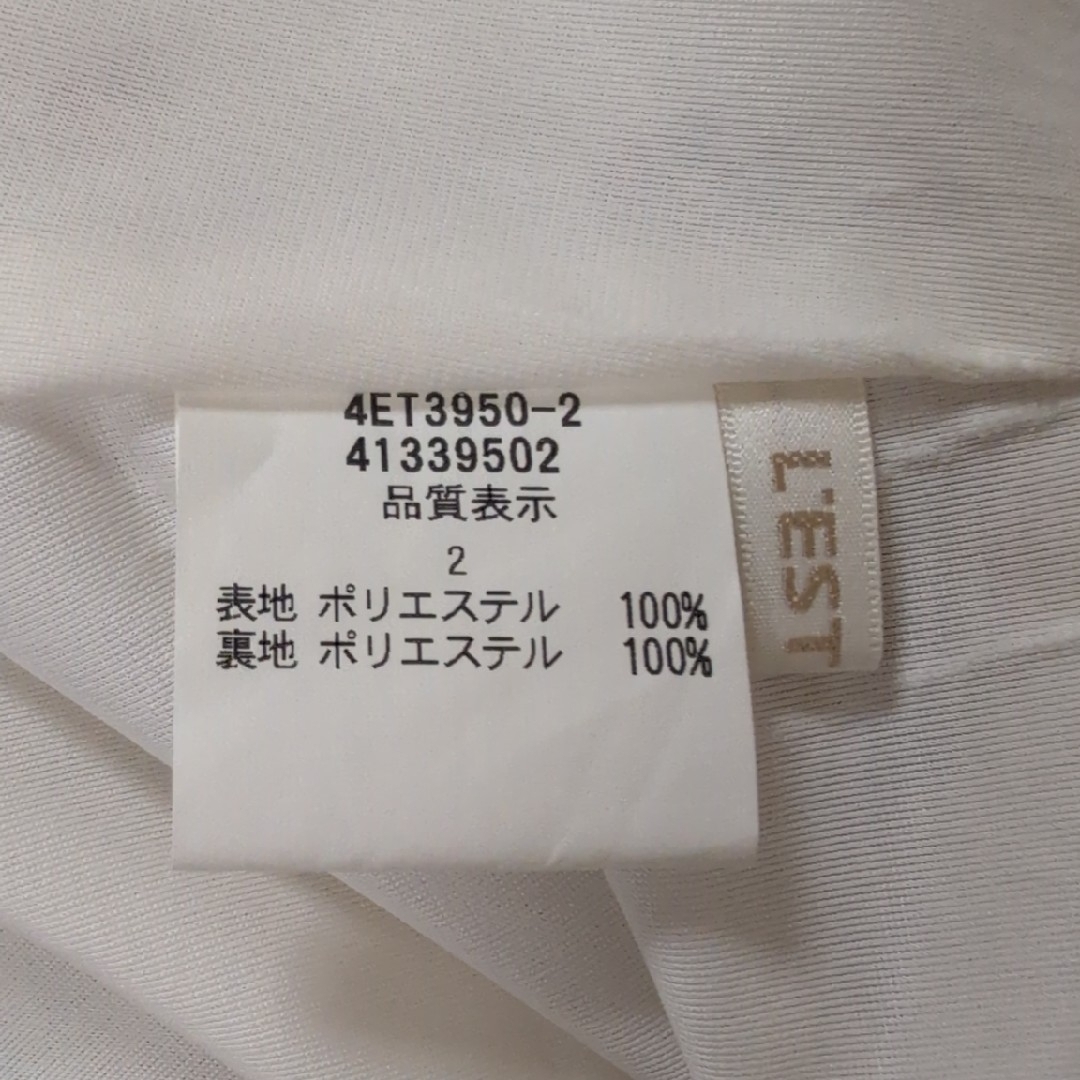 4ET3950-2
41339502
品質表示
2
表地 ポリエステル 100%
裏地 ポリエステル 100%
L'EST